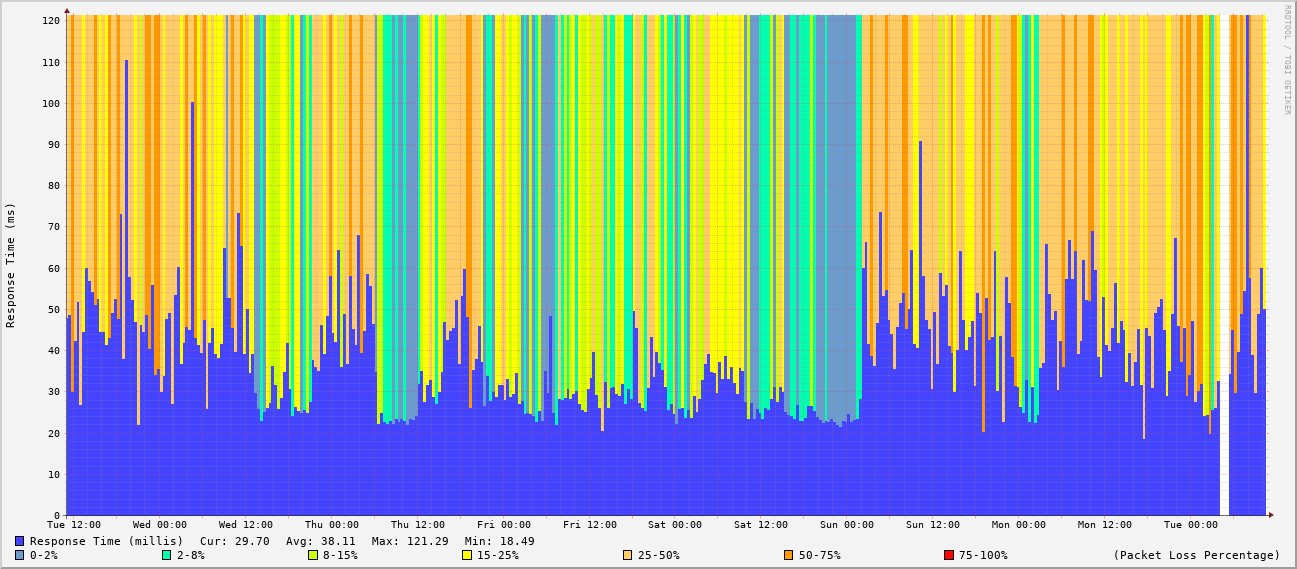 RRDTOOL / TOBI OETIKER
Response Time (ms)
120
110
100
90
80
70
60
50
40
30
20
10
0
Tue 12:00 Wed 00:00 Wed 12:00 Thu 00:00 Thu 12:00 Fri 00:00 Fri 12:00 Sat 00:00 Sat 12:00 Sun 00:00 Sun 12:00 Mon 00:00 Mon 12:00 Tue 00:00
Response Time (millis) Cur: 29.70 Avg: 38.11 Max: 121.29 Min: 18.49
0-2% 2-8% 8-15% 15-25% 25-50% 50-75% 75-100% (Packet Loss Percentage)